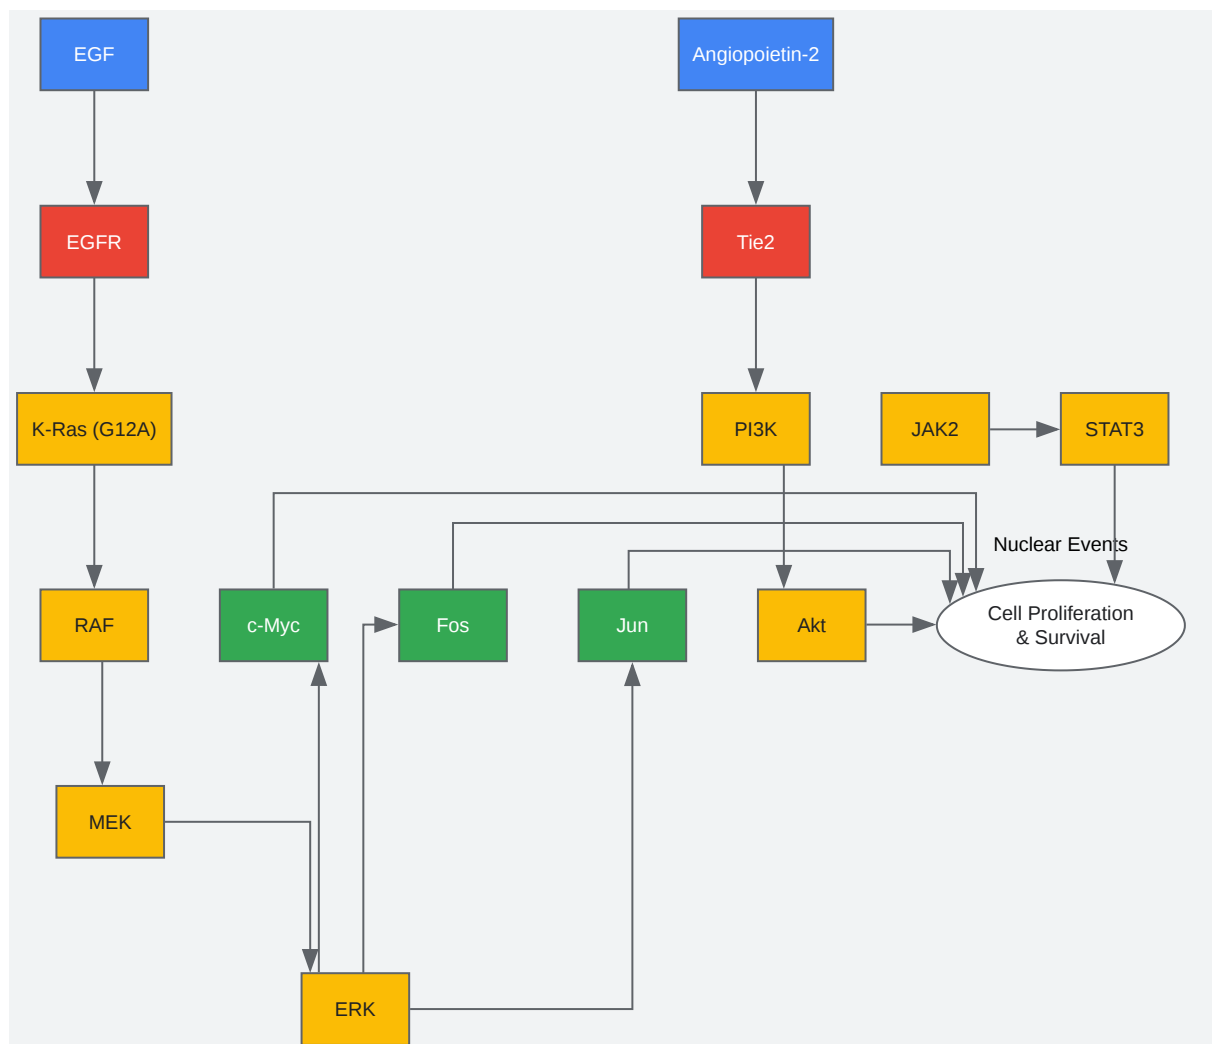 EGF
Angiopoietin-2
EGFR
Tie2
K-Ras (G12A)
PI3K
JAK2
STAT3
Nuclear Events
RAF
c-Myc
Fos
Jun
Akt
Cell Proliferation
& Survival
MEK
ERK